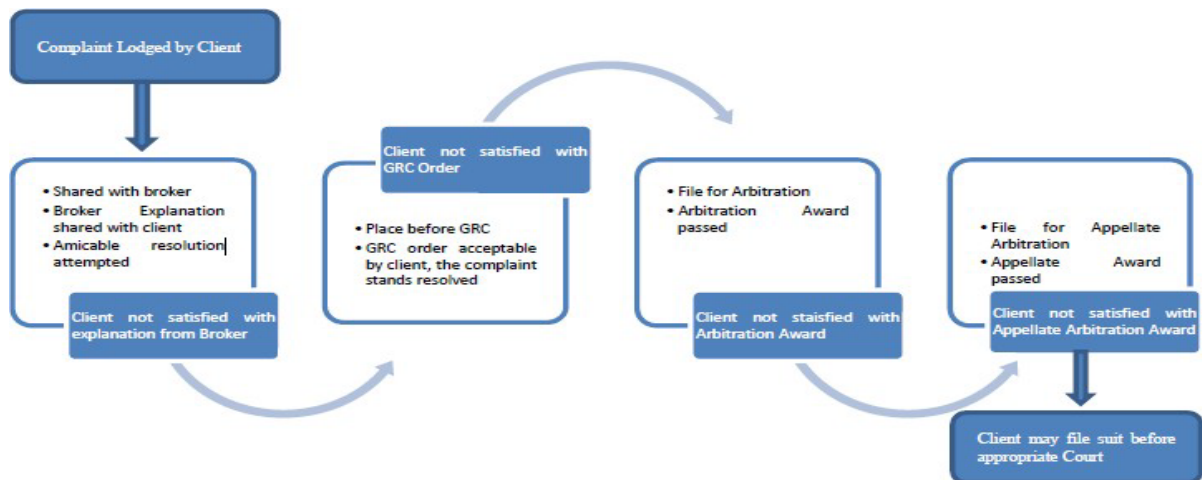 Complaint Lodged by Client
• Shared with broker
• Broker Explanation
shared with client
• Amicable resolution
attempted
Client not satisfied with
explanation from Broker
Client not satisfied with
GRC Order
• Place before GRC
• GRC order acceptable
by client, the complaint
stands resolved
• File for Arbitration
• Arbitration Award
passed
Client not staisfied with
Arbitration Award
• File for Appellate
Arbitration
• Appellate Award
passed
Client not satisfied with
Appellate Arbitration Award
Client may file suit before
appropriate Court